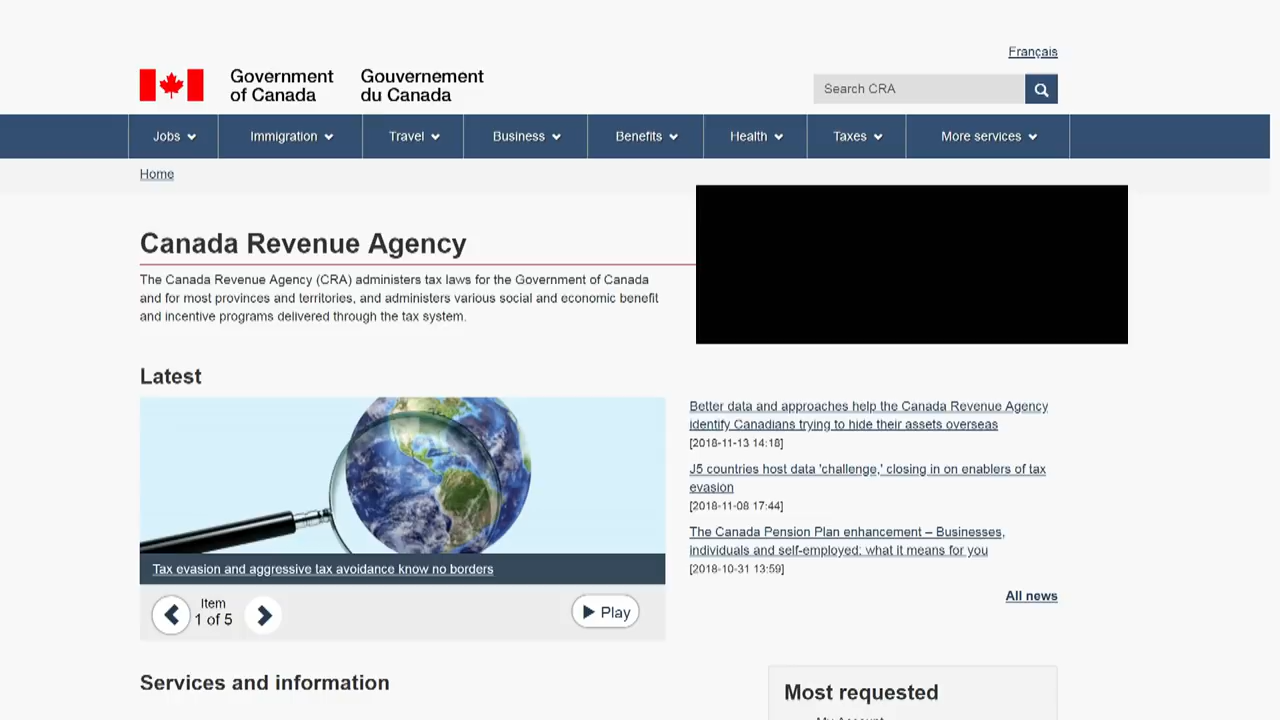 Français
Government
of Canada
Gouvernement
du Canada
Search CRA
Jobs
Immigration
Travel
Business
Benefits
Health
Taxes
More services
Home
Canada Revenue Agency
The Canada Revenue Agency (CRA) administers tax laws for the Government of Canada
and for most provinces and territories, and administers various social and economic benefit
and incentive programs delivered through the tax system.
Latest
Tax evasion and aggressive tax avoidance know no borders
Item
1 of 5
Play
Better data and approaches help the Canada Revenue Agency
identify Canadians trying to hide their assets overseas
[2018-11-13 14:18]
J5 countries host data 'challenge,' closing in on enablers of tax
evasion
[2018-11-08 17:44]
The Canada Pension Plan enhancement – Businesses,
individuals and self-employed: what it means for you
[2018-10-31 13:59]
All news
Services and information
Most requested
My Account